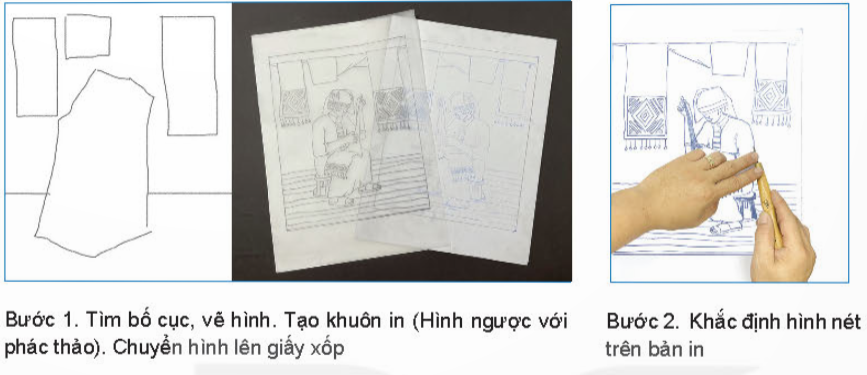 Bước 1. Tìm bố cục, vẽ hình. Tạo khuôn in (Hình ngược với
phác thảo). Chuyển hình lên giấy xốp
Bước 2. Khắc định hình nét
trên bản in